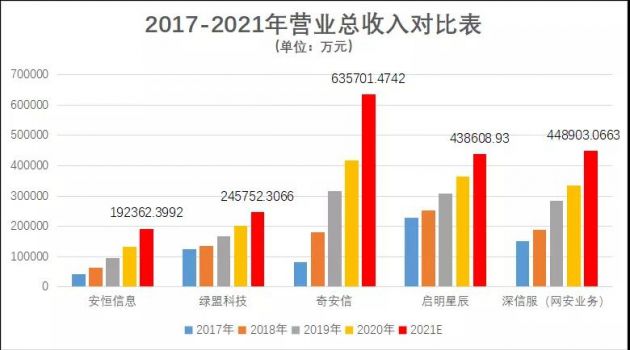 2017-2021年营业总收入对比表
(单位：万元)
700000
600000
500000
400000
300000
200000
100000
0
192362.3992
245752.3066
635701.4742
438608.93
448903.0663
安恒信息
绿盟科技
奇安信
启明星辰
深信服（网安业务）
2017年 2018年 2019年 2020年 2021E